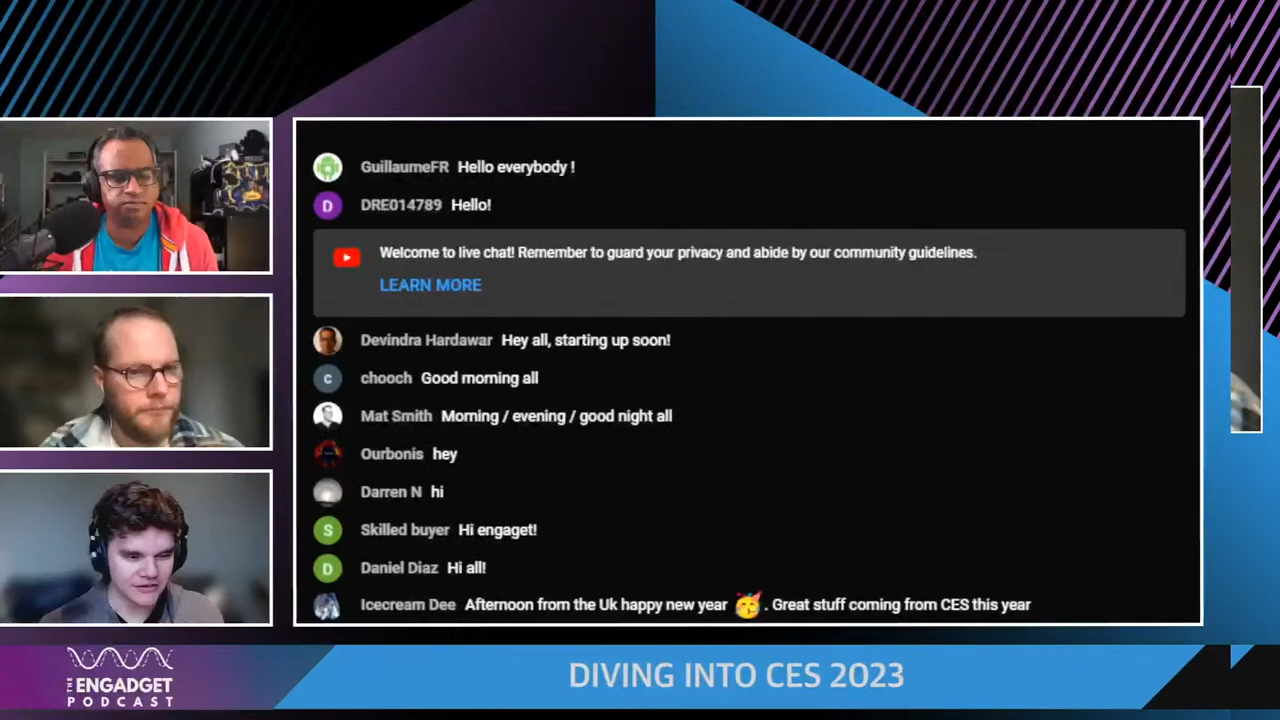 GuillaumeFR Hello everybody !
D DRE014789 Hello!
Welcome to live chat! Remember to guard your privacy and abide by our community guidelines.
LEARN MORE
Devindra Hardawar Hey all, starting up soon!
c chooch Good morning all
Mat Smith Morning / evening / good night all
Ourbonis hey
Darren N hi
S Skilled buyer Hi engaget!
D Daniel Diaz Hi all!
Icecream Dee Afternoon from the Uk happy new year 🥳 . Great stuff coming from CES this year
THE ENGADGET
PODCAST
DIVING INTO CES 2023